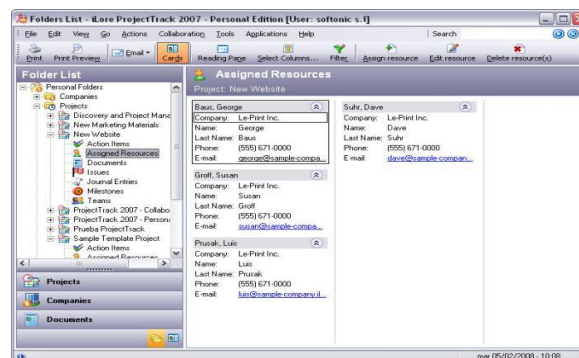 Folders List - iLore ProjectTrack 2007 - Personal Edition [User: softonic s.l]
File Edit View Go Actions Collaboration Tools Applications Help Search
Print Print Preview Email Cards Reading Page Select Columns... Filter Assign resource Edit resource Delete resource(s)
Folder List
Personal Folders
Companies
Projects
Discovery and Project Mana
New Marketing Materials
New Website
Action Items
Assigned Resources
Documents
Issues
Journal Entries
Milestones
Teams
ProjectTrack 2007 - Collabo
ProjectTrack 2007 - Persona
Prueba ProjectTrack
Sample Template Project
Action Items
Assigned Resources
Projects
Companies
Documents
Assigned Resources
Project: New Website
Baus, George
Company: Le-Print Inc.
Name: George
Last Name: Baus
Phone: (555) 671-0000
E-mail: george@sample-compa...
Groff, Susan
Company: Le-Print Inc.
Name: Susan
Last Name: Groff
Phone: (555) 671-0000
E-mail: susan@sample-compa...
Prusak, Luis
Company: Le-Print Inc.
Name: Luis
Last Name: Prusak
Phone: (555) 671-0000
E-mail: luis@sample-company.il...
Suhr, Dave
Company: Le-Print Inc.
Name: Dave
Last Name: Suhr
Phone: (555) 671-0000
E-mail: dave@sample-compan...
mar 05/02/2008 - 10:08